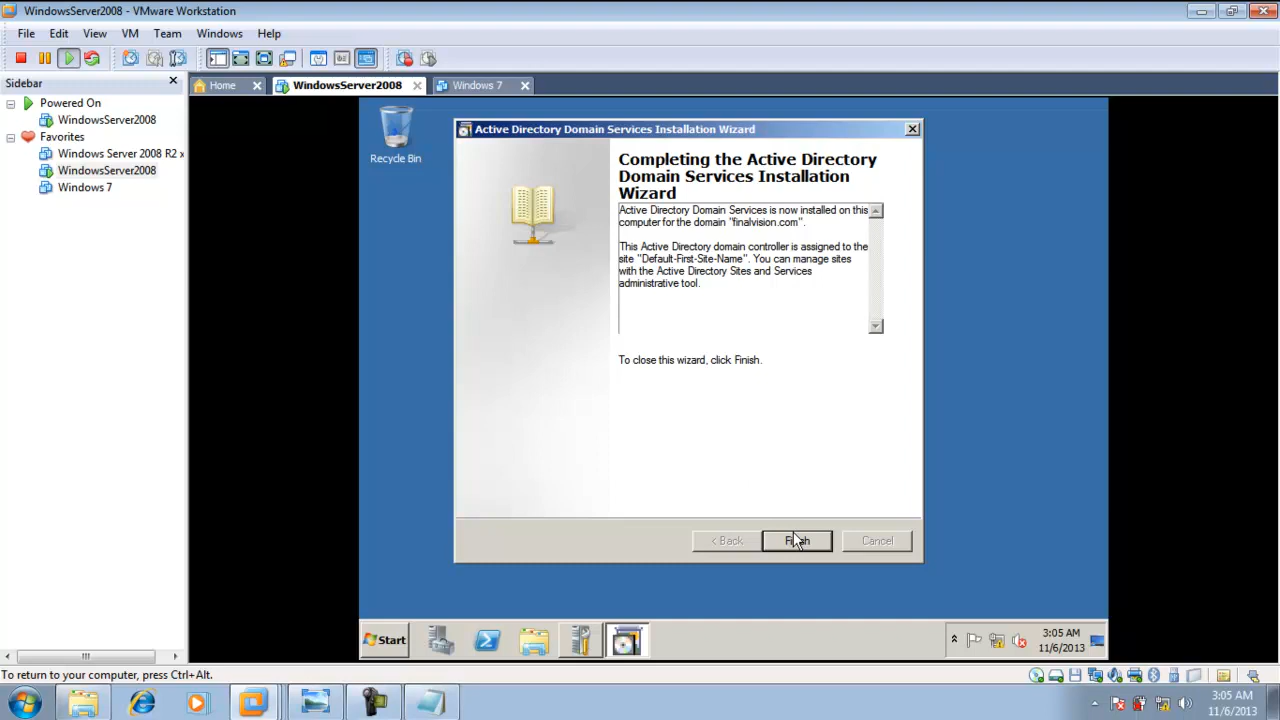 WindowsServer2008 - VMware Workstation
File Edit View VM Team Windows Help
Sidebar
Home WindowsServer2008 Windows 7
Powered On
WindowsServer2008
Favorites
Windows Server 2008 R2 x
WindowsServer2008
Windows 7
Recycle Bin
Active Directory Domain Services Installation Wizard
Completing the Active Directory
Domain Services Installation
Wizard
Active Directory Domain Services is now installed on this
computer for the domain "finalvision.com".
This Active Directory domain controller is assigned to the
site "Default-First-Site-Name". You can manage sites
with the Active Directory Sites and Services
administrative tool.
To close this wizard, click Finish.
< Back Finish Cancel
Start
3:05 AM
11/6/2013
To return to your computer, press Ctrl+Alt.
3:05 AM
11/6/2013